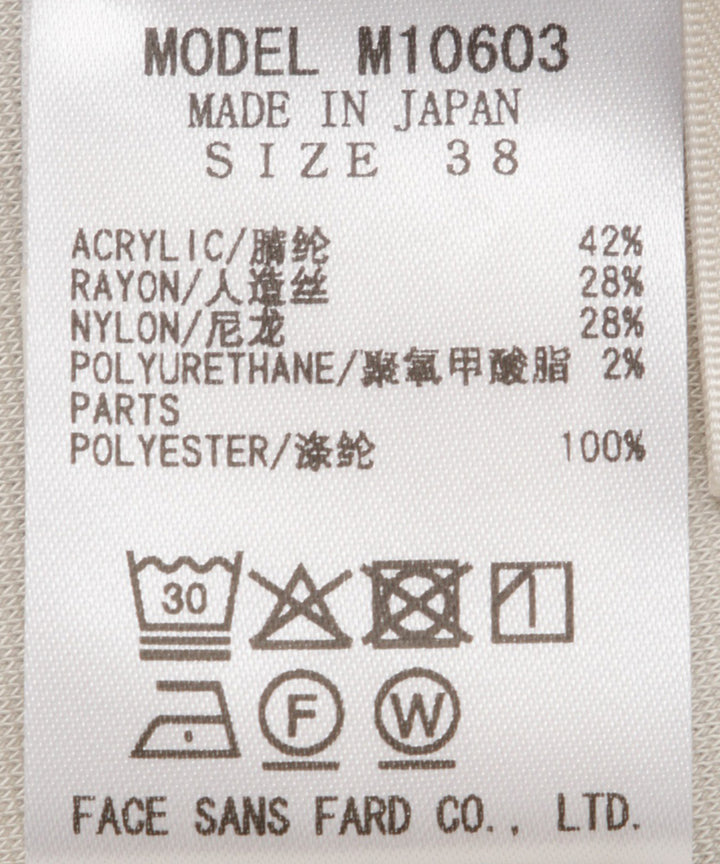 MODEL M10603
MADE IN JAPAN
SIZE 38
ACRYLIC/腈纶 42%
RAYON/人造丝 28%
NYLON/尼龙 28%
POLYURETHANE/聚氨甲酸脂 2%
PARTS
POLYESTER/涤纶 100%
30
F W
FACE SANS FARD CO., LTD.